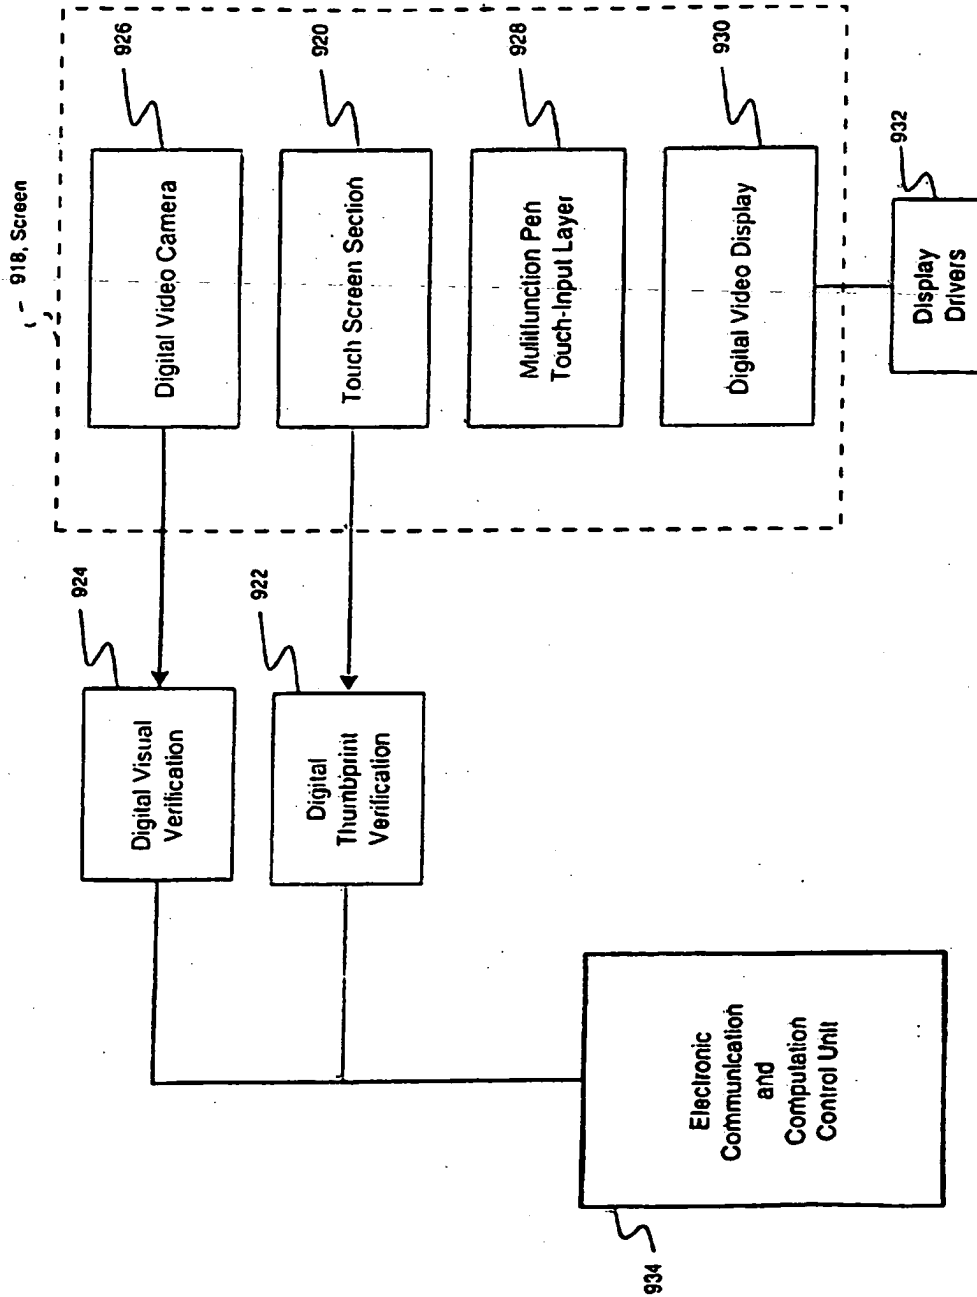 918, Screen
926
Digital Video Camera
920
Touch Screen Section
928
Mulitifunction Pen
Touch-Input Layer
930
Digital Video Display
932
Display
Drivers
924
Digital Visual
Verification
922
Digital
Thumbprint
Verification
934
Electronic
Communication
and
Computation
Control Unit